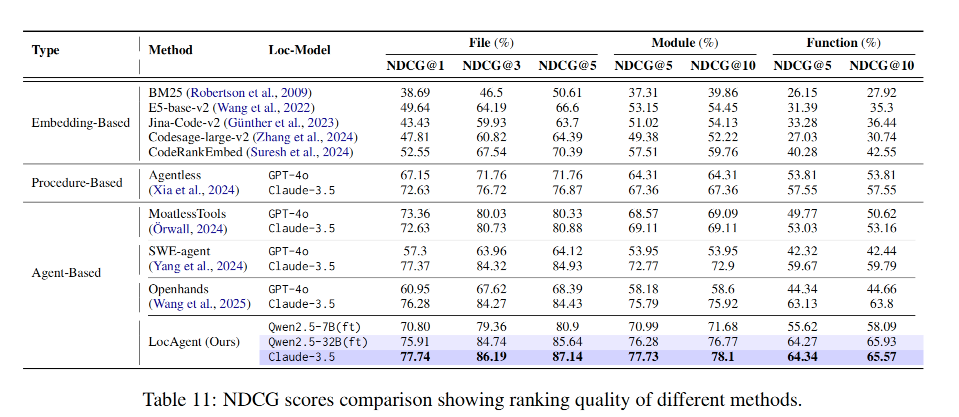 Type Method Loc-Model File (%) Module (%) Function (%)
NDCG@1 NDCG@3 NDCG@5 NDCG@5 NDCG@10 NDCG@5 NDCG@10
Embedding-Based
BM25 (Robertson et al., 2009) 38.69 46.5 50.61 37.31 39.86 26.15 27.92
E5-base-v2 (Wang et al., 2022) 49.64 64.19 66.6 53.15 54.45 31.39 35.3
Jina-Code-v2 (Günther et al., 2023) 43.43 59.93 63.7 51.02 54.13 33.28 36.44
Codesage-large-v2 (Zhang et al., 2024) 47.81 60.82 64.39 49.38 52.22 27.03 30.74
CodeRankEmbed (Suresh et al., 2024) 52.55 67.54 70.39 57.51 59.76 40.28 42.55
Procedure-Based
Agentless GPT-4o 67.15 71.76 71.76 64.31 64.31 53.81 53.81
(Xia et al., 2024) Claude-3.5 72.63 76.72 76.87 67.36 67.36 57.55 57.55
Agent-Based
MoatlessTools GPT-4o 73.36 80.03 80.33 68.57 69.09 49.77 50.62
(Örwall, 2024) Claude-3.5 72.63 80.73 80.88 69.11 69.11 53.03 53.16
SWE-agent GPT-4o 57.3 63.96 64.12 53.95 53.95 42.32 42.44
(Yang et al., 2024) Claude-3.5 77.37 84.32 84.93 72.77 72.9 59.67 59.79
Openhands GPT-4o 60.95 67.62 68.39 58.18 58.6 44.34 44.66
(Wang et al., 2025) Claude-3.5 76.28 84.27 84.43 75.79 75.92 63.13 63.8
LocAgent (Ours)
Qwen2.5-7B(ft) 70.80 79.36 80.9 70.99 71.68 55.62 58.09
Qwen2.5-32B(ft) 75.91 84.74 85.64 76.28 76.77 64.27 65.93
Claude-3.5 77.74 86.19 87.14 77.73 78.1 64.34 65.57
Table 11: NDCG scores comparison showing ranking quality of different methods.